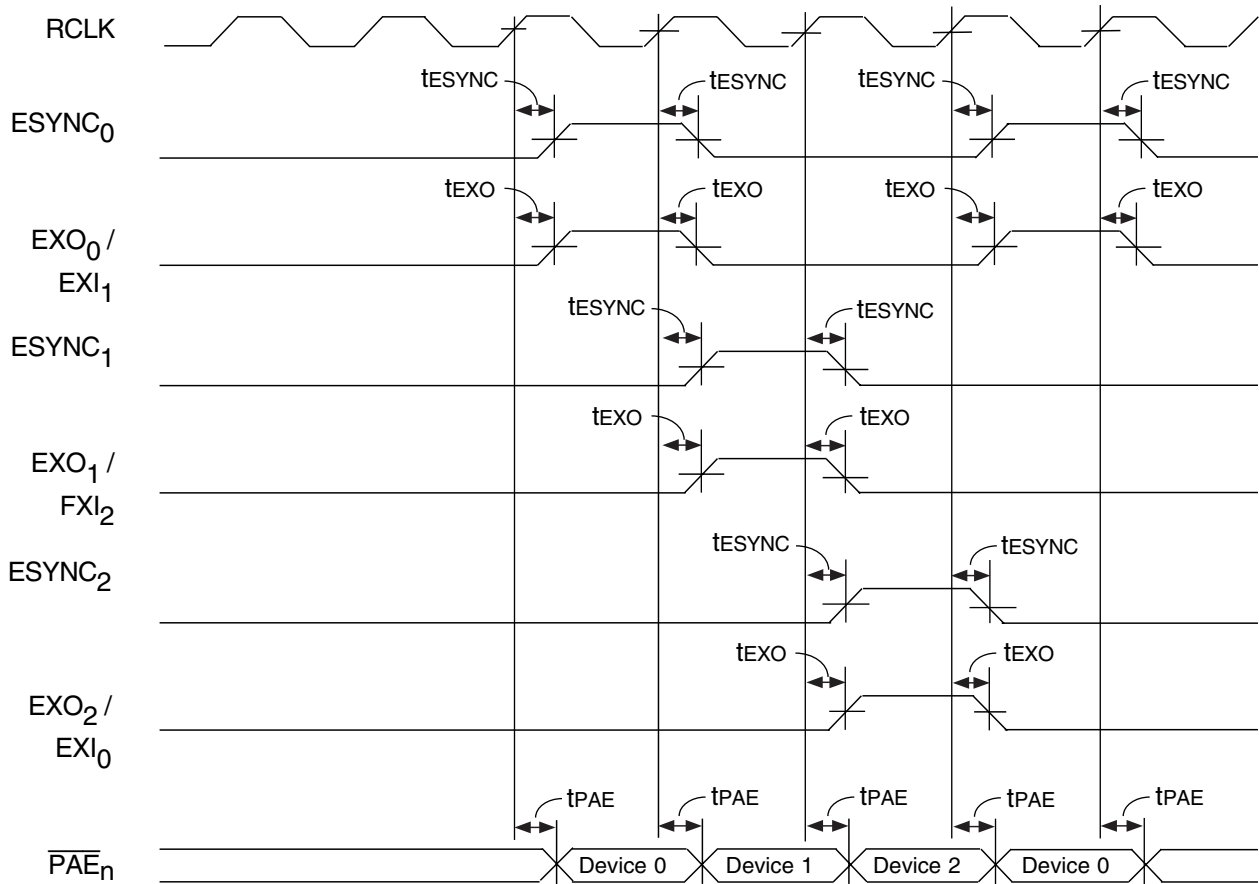 RCLK
tESYNC tESYNC tESYNC tESYNC
ESYNC0
tEXO tEXO tEXO tEXO
EXO0 /
EXI1
tESYNC tESYNC
ESYNC1
tEXO tEXO
EXO1 /
FXI2
tESYNC tESYNC
ESYNC2
tEXO tEXO
EXO2 /
EXI0
tPAE tPAE tPAE tPAE tPAE
PAEn Device 0 Device 1 Device 2 Device 0